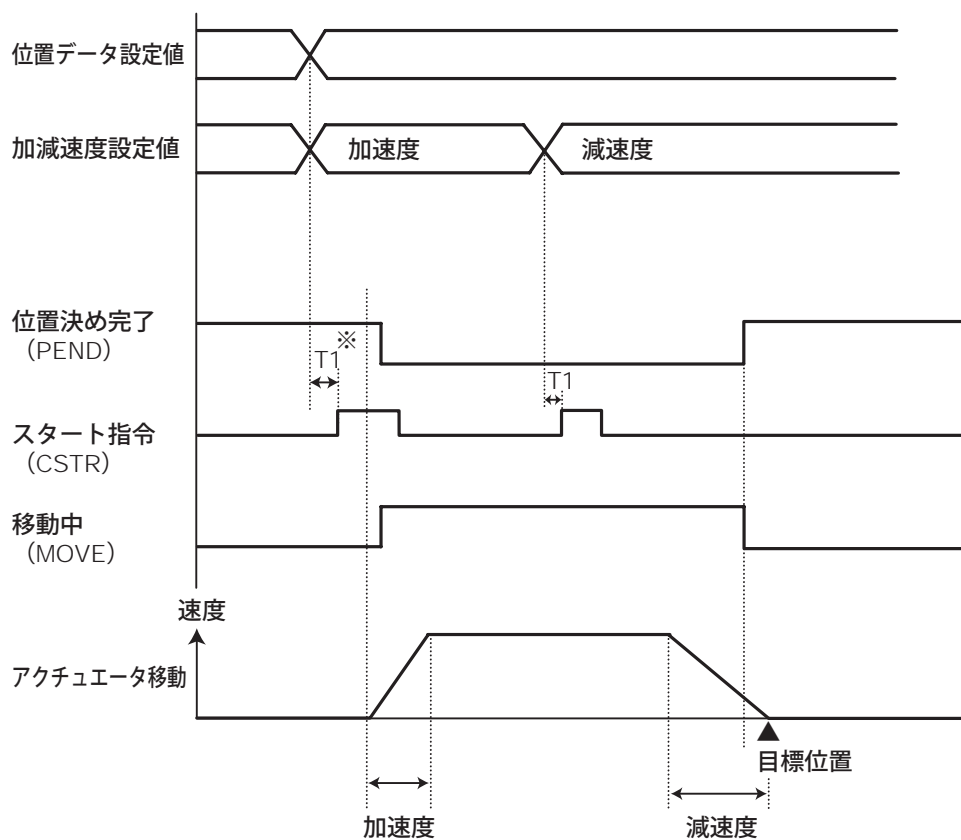 位置データ設定値
加減速度設定値
加速度
減速度
位置決め完了
（PEND）
※
T1
T1
スタート指令
（CSTR）
移動中
（MOVE）
速度
アクチュエータ移動
目標位置
加速度
減速度